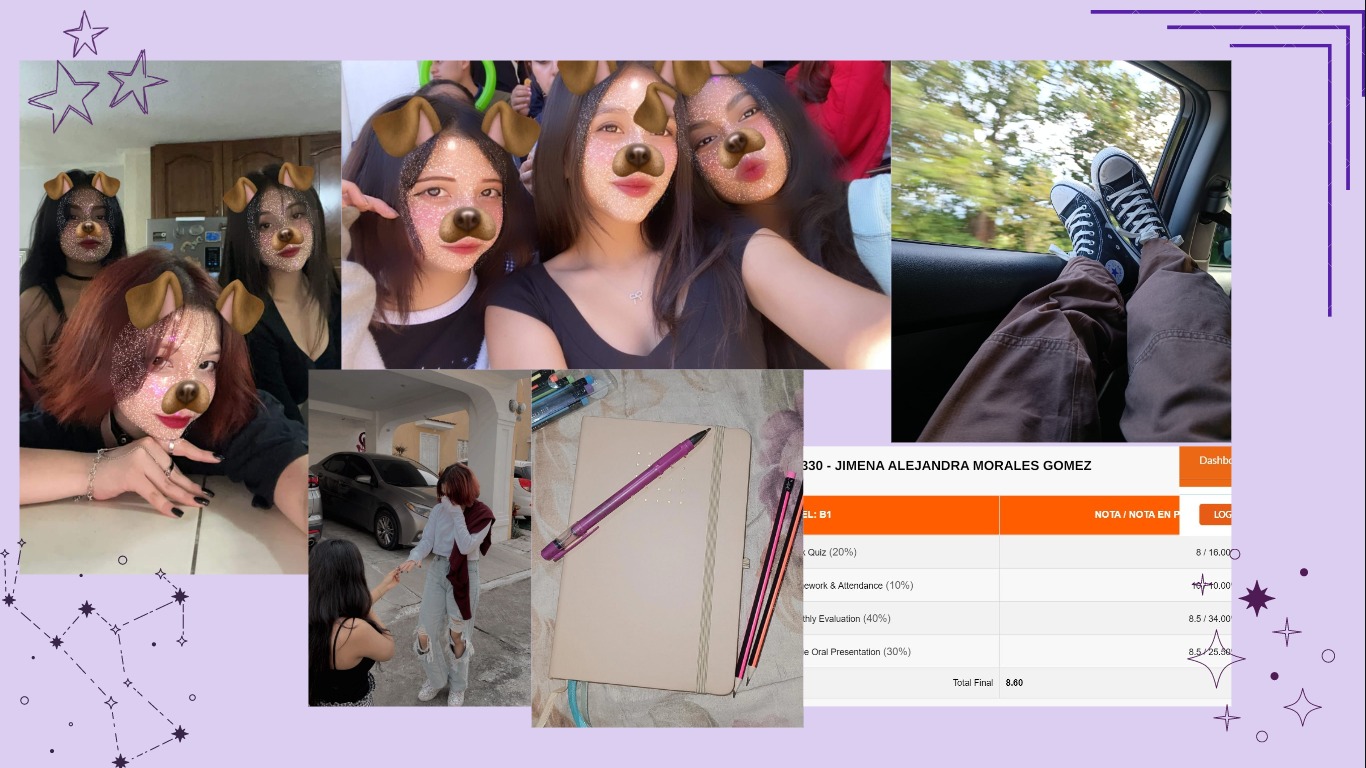 330 - JIMENA ALEJANDRA MORALES GOMEZ
Dashbo
EL: B1
NOTA / NOTA EN P
LOG
Quiz (20%)
8 / 16.00
ework & Attendance (10%)
10 / 10.00
thly Evaluation (40%)
8.5 / 34.00
e Oral Presentation (30%)
8.5 / 25.50
Total Final
8.60